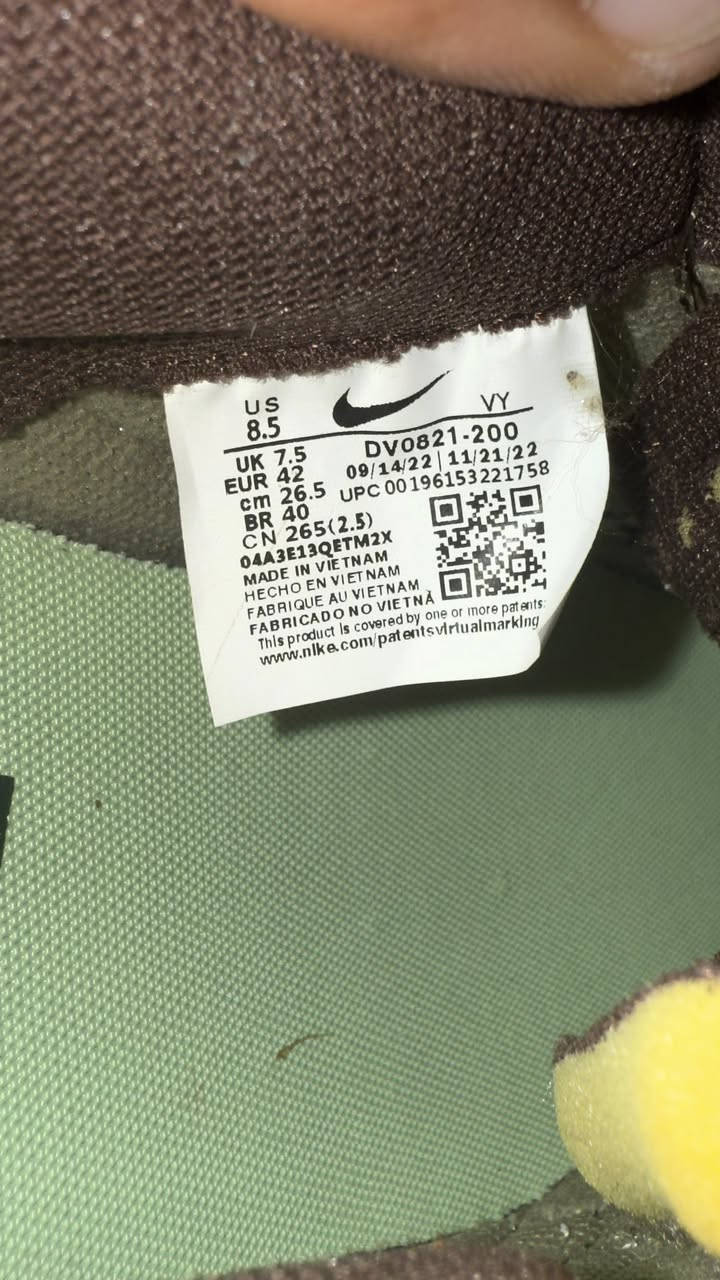 US
8.5
VY
UK 7.5
EUR 42
cm 26.5
BR 40
CN 265(2.5)
DV0821-200
09/14/22 | 11/21/22
UPC 00196153221758
04A3E13QETM2X
MADE IN VIETNAM
HECHO EN VIETNAM
FABRIQUE AU VIETNAM
FABRICADO NO VIETNÃ
This product is covered by one or more patents:
www.nike.com/patentsvirtualmarking